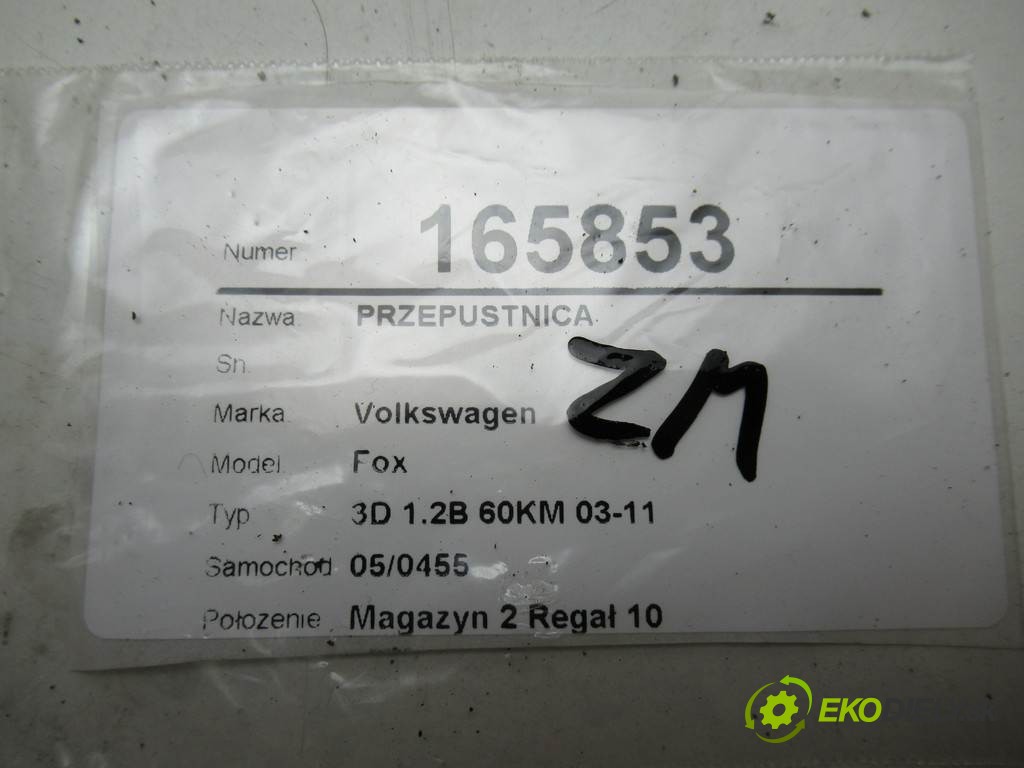 Numer 165853
Nazwa PRZEPUSTNICA
Sn.
ZM
Marka Volkswagen
Model Fox
Typ 3D 1.2B 60KM 03-11
Samochód 05/0455
Położenie Magazyn 2 Regał 10
EKO